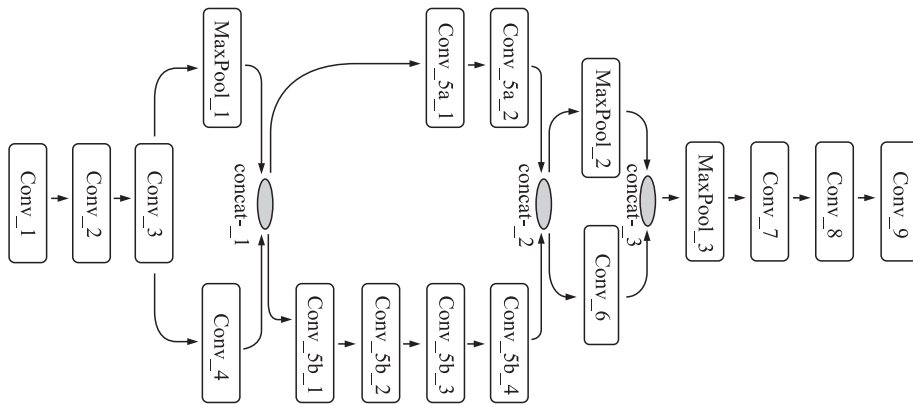 Conv_1
Conv_2
Conv_3
MaxPool_1
Conv_4
concat-_1
Conv_5a_1
Conv_5a_2
Conv_5b_1
Conv_5b_2
Conv_5b_3
Conv_5b_4
concat-_2
MaxPool_2
Conv_6
concat-_3
MaxPool_3
Conv_7
Conv_8
Conv_9